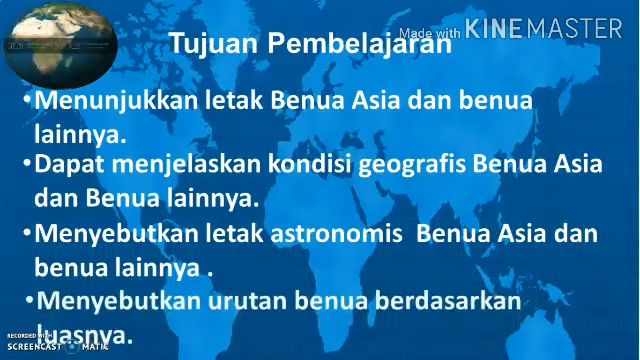 Tujuan Pembelajaran
Made with KINEMASTER
•Menunjukkan letak Benua Asia dan benua
lainnya.
•Dapat menjelaskan kondisi geografis Benua Asia
dan Benua lainnya.
•Menyebutkan letak astronomis Benua Asia dan
benua lainnya .
•Menyebutkan urutan benua berdasarkan
luasnya.
RECORDED WITH
SCREENCAST MATIC